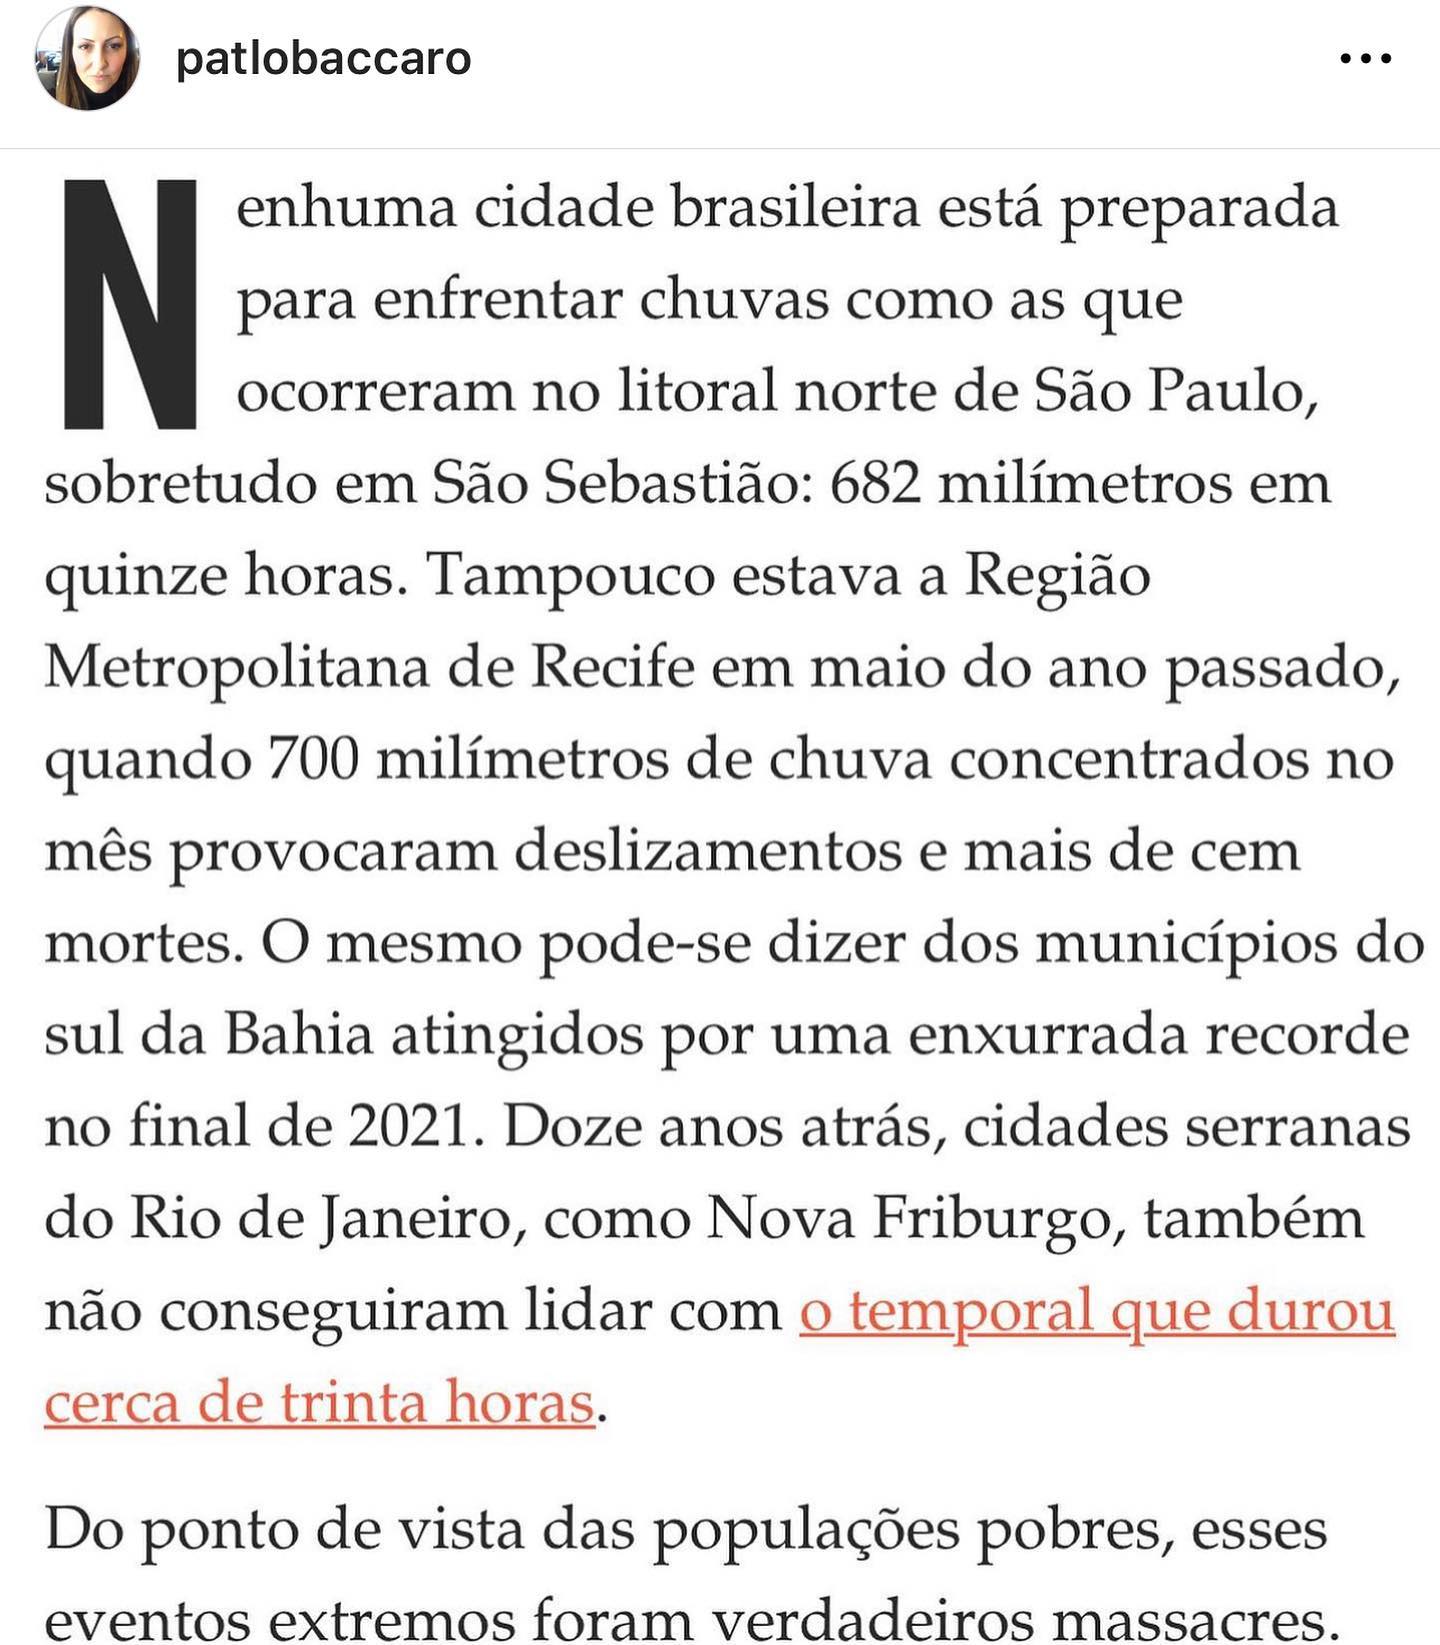 patlobaccaro
Nenhuma cidade brasileira está preparada
para enfrentar chuvas como as que
ocorreram no litoral norte de São Paulo,
sobretudo em São Sebastião: 682 milímetros em
quinze horas. Tampouco estava a Região
Metropolitana de Recife em maio do ano passado,
quando 700 milímetros de chuva concentrados no
mês provocaram deslizamentos e mais de cem
mortes. O mesmo pode-se dizer dos municípios do
sul da Bahia atingidos por uma enxurrada recorde
no final de 2021. Doze anos atrás, cidades serranas
do Rio de Janeiro, como Nova Friburgo, também
não conseguiram lidar com o temporal que durou
cerca de trinta horas.
Do ponto de vista das populações pobres, esses
eventos extremos foram verdadeiros massacres.